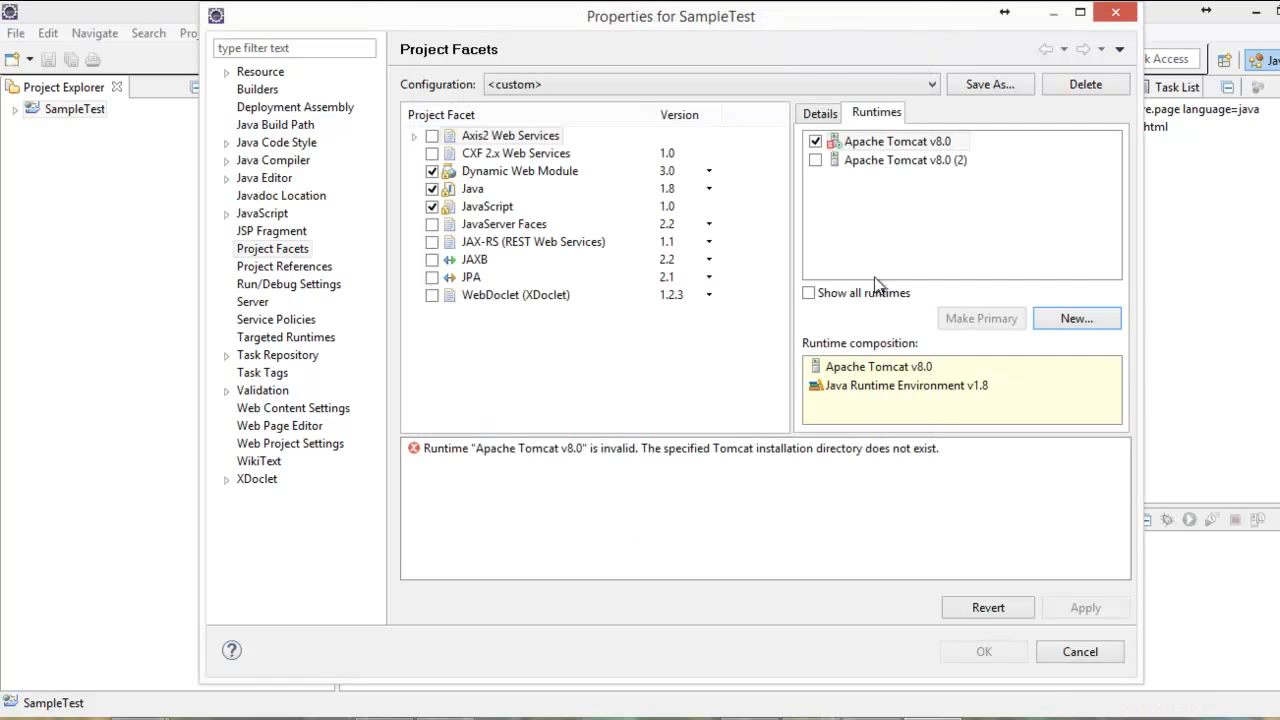 Properties for SampleTest
File Edit Navigate Search
Access
Project Explorer
SampleTest
Task List
e.page language=java
html
type filter text
Resource
Builders
Deployment Assembly
Java Build Path
Java Code Style
Java Compiler
Java Editor
Javadoc Location
JavaScript
JSP Fragment
Project Facets
Project References
Run/Debug Settings
Server
Service Policies
Targeted Runtimes
Task Repository
Task Tags
Validation
Web Content Settings
Web Page Editor
Web Project Settings
WikiText
XDoclet
Project Facets
Configuration: <custom> Save As... Delete
Project Facet Version
Axis2 Web Services
CXF 2.x Web Services 1.0
Dynamic Web Module 3.0
Java 1.8
JavaScript 1.0
JavaServer Faces 2.2
JAX-RS (REST Web Services) 1.1
JAXB 2.2
JPA 2.1
WebDoclet (XDoclet) 1.2.3
Details Runtimes
Apache Tomcat v8.0
Apache Tomcat v8.0 (2)
Show all runtimes
Make Primary New...
Runtime composition:
Apache Tomcat v8.0
Java Runtime Environment v1.8
Runtime "Apache Tomcat v8.0" is invalid. The specified Tomcat installation directory does not exist.
Revert Apply
OK Cancel
SampleTest